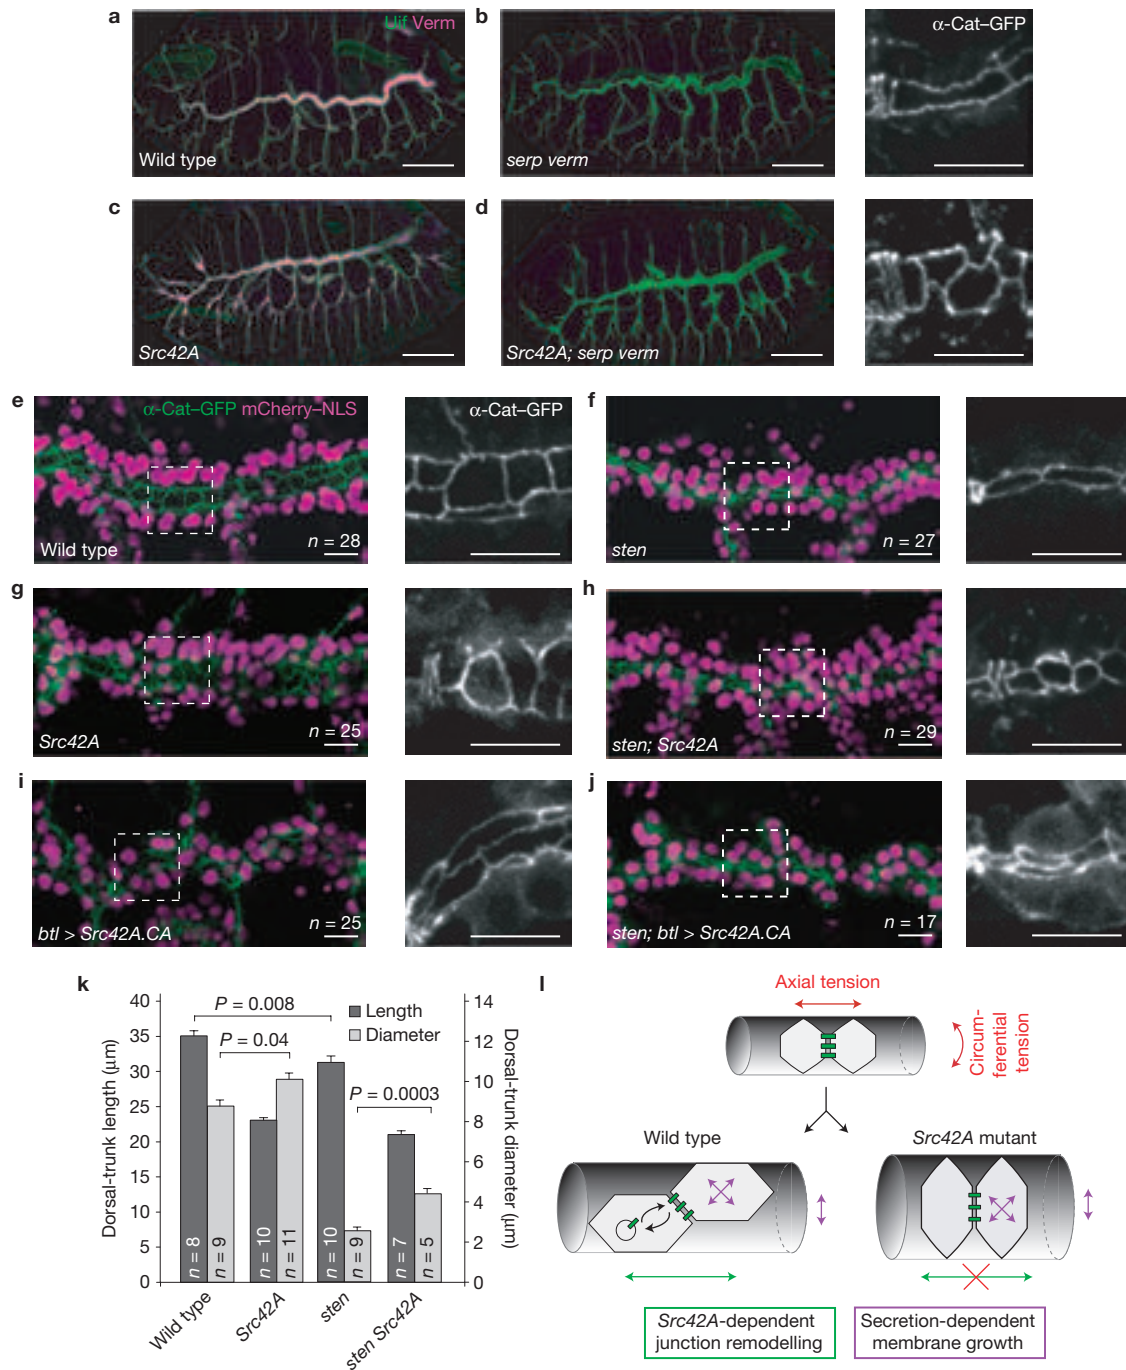 a
Uif Verm
Wild type
b
serp verm
α-Cat–GFP
c
Src42A
d
Src42A; serp verm
e
α-Cat–GFP mCherry–NLS
Wild type
n = 28
α-Cat–GFP
f
sten
n = 27
g
Src42A
n = 25
h
sten; Src42A
n = 29
i
btl > Src42A.CA
n = 25
j
sten; btl > Src42A.CA
n = 17
k
Dorsal-trunk length (µm)
40
35
30
25
20
15
10
5
0
P = 0.008
P = 0.04
P = 0.0003
Length
Diameter
14
12
10
8
6
4
2
0
Dorsal-trunk diameter (µm)
n = 8
n = 9
n = 10
n = 11
n = 10
n = 9
n = 7
n = 5
Wild type
Src42A
sten
sten Src42A
l
Axial tension
Circum-
ferential
tension
Wild type
Src42A mutant
Src42A-dependent
junction remodelling
Secretion-dependent
membrane growth